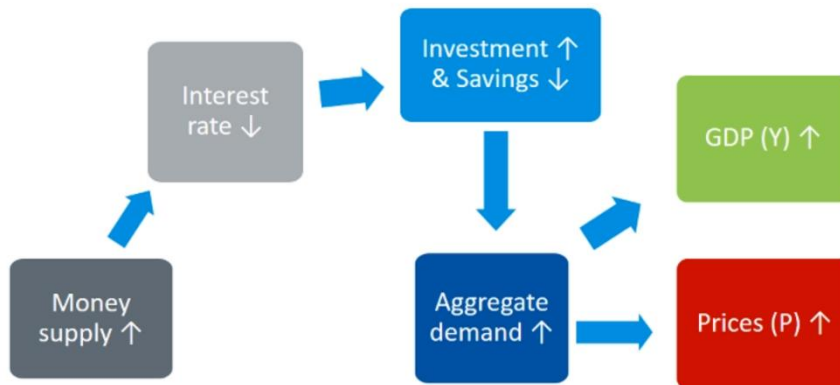 Money
supply ↑
Interest
rate ↓
Investment ↑
& Savings ↓
Aggregate
demand ↑
GDP (Y) ↑
Prices (P) ↑